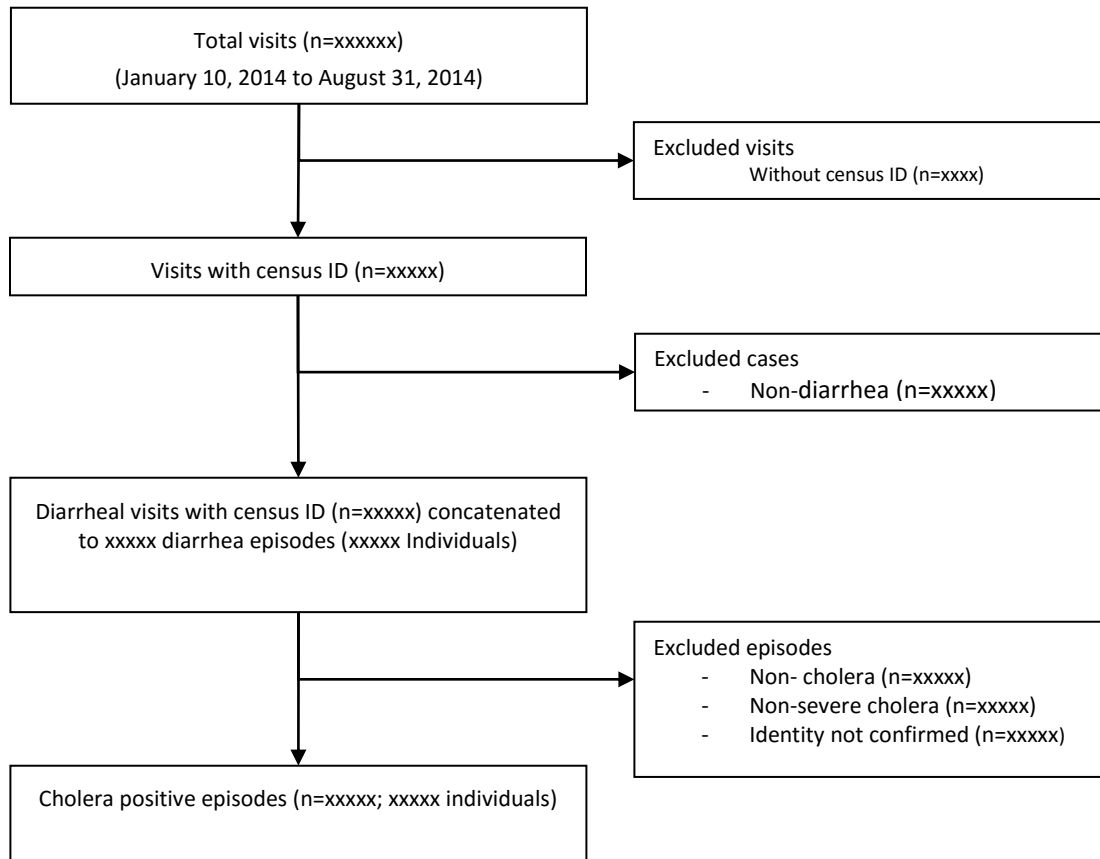 Total visits (n=xxxxxx)
(January 10, 2014 to August 31, 2014)
Excluded visits
Without census ID (n=xxxx)
Visits with census ID (n=xxxxx)
Excluded cases
- Non-diarrhea (n=xxxxx)
Diarrheal visits with census ID (n=xxxxx) concatenated
to xxxxx diarrhea episodes (xxxxx Individuals)
Excluded episodes
- Non- cholera (n=xxxxx)
- Non-severe cholera (n=xxxxx)
- Identity not confirmed (n=xxxxx)
Cholera positive episodes (n=xxxxx; xxxxx individuals)